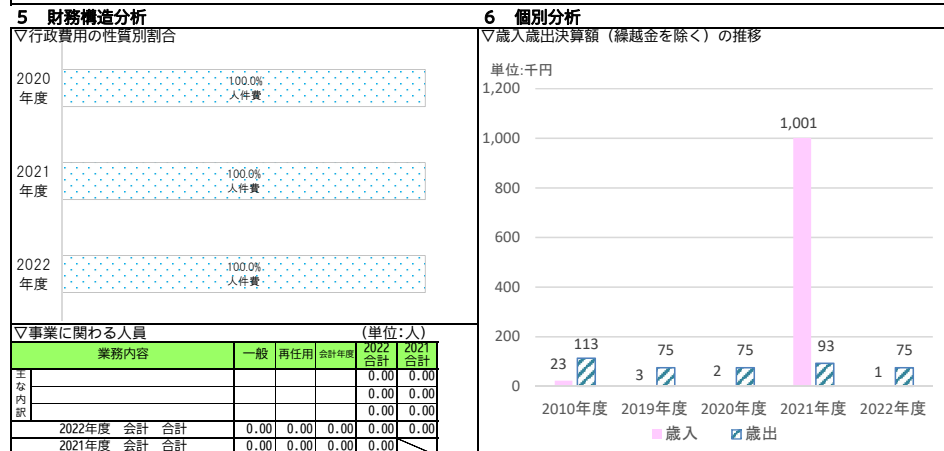 5 財務構造分析
▽行政費用の性質別割合
2020
年度
100.0%
人件費
2021
年度
100.0%
人件費
2022
年度
100.0%
人件費
▽事業に関わる人員 (単位:人)
業務内容 一般 再任用 会計年度 2022合計 2021合計
主な内訳
0.00 0.00
0.00 0.00
0.00 0.00
2022年度 会計 合計 0.00 0.00 0.00 0.00 0.00
2021年度 会計 合計 0.00 0.00 0.00 0.00
6 個別分析
▽歳入歳出決算額(繰越金を除く)の推移
単位:千円
1,200
1,000
800
600
400
200
0
23 113
3 75
2 75
1,001 93
1 75
2010年度 2019年度 2020年度 2021年度 2022年度
歳入 歳出